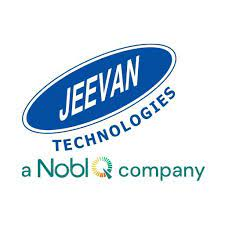 JEEVAN
TECHNOLOGIES
a NoblQ company